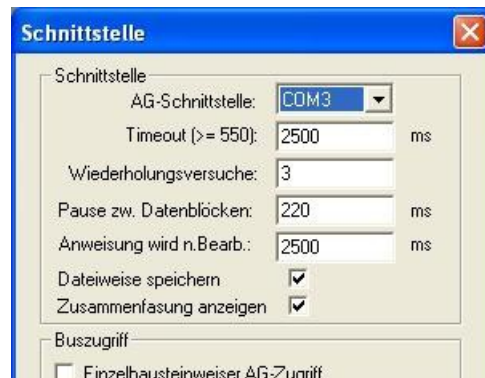 Schnittstelle
Schnittstelle
AG-Schnittstelle: COM3
Timeout (>= 550): 2500 ms
Wiederholungsversuche: 3
Pause zw. Datenblöcken: 220 ms
Anweisung wird n.Bearb.: 2500 ms
Dateiweise speichern
Zusammenfasung anzeigen
Buszugriff
Einzelbausteinweiser AG-Zugriff